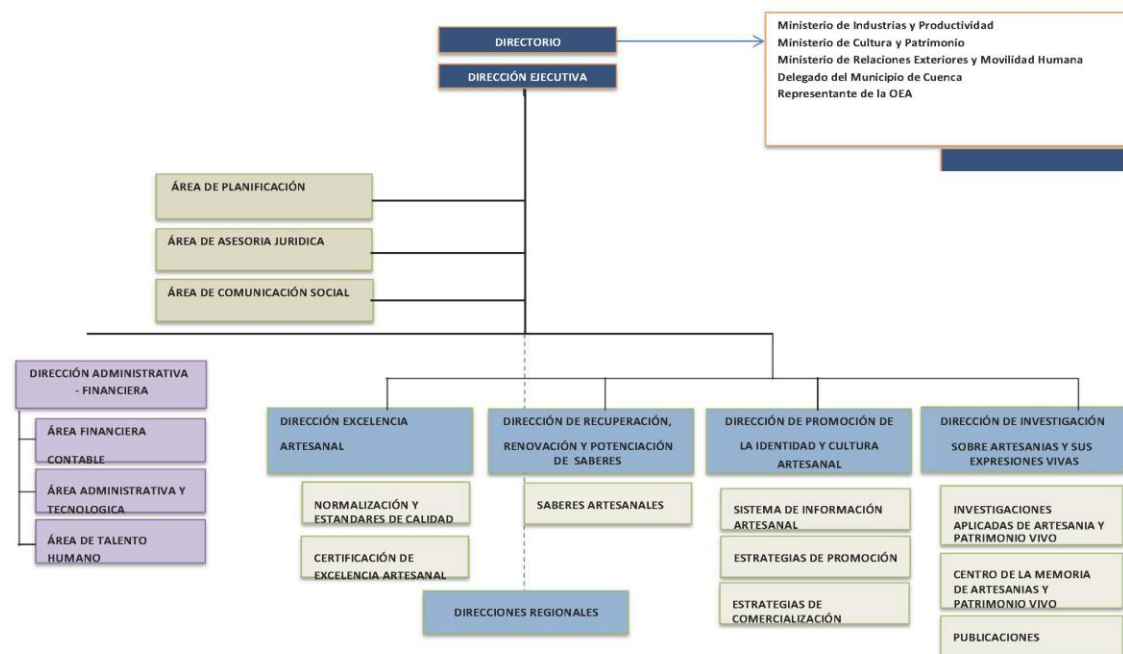 DIRECTORIO
DIRECCIÓN EJECUTIVA
Ministerio de Industrias y Productividad
Ministerio de Cultura y Patrimonio
Ministerio de Relaciones Exteriores y Movilidad Humana
Delegado del Municipio de Cuenca
Representante de la OEA
ÁREA DE PLANIFICACIÓN
ÁREA DE ASESORIA JURIDICA
ÁREA DE COMUNICACIÓN SOCIAL
DIRECCIÓN ADMINISTRATIVA
- FINANCIERA
ÁREA FINANCIERA
CONTABLE
ÁREA ADMINISTRATIVA Y
TECNOLOGICA
ÁREA DE TALENTO
HUMANO
DIRECCIÓN EXCELENCIA
ARTESANAL
NORMALIZACIÓN Y
ESTANDARES DE CALIDAD
CERTIFICACIÓN DE
EXCELENCIA ARTESANAL
DIRECCIÓN DE RECUPERACIÓN,
RENOVACIÓN Y POTENCIACIÓN
DE SABERES
SABERES ARTESANALES
DIRECCIONES REGIONALES
DIRECCIÓN DE PROMOCIÓN DE
LA IDENTIDAD Y CULTURA
ARTESANAL
SISTEMA DE INFORMACIÓN
ARTESANAL
ESTRATEGIAS DE PROMOCIÓN
ESTRATEGIAS DE
COMERCIALIZACIÓN
DIRECCIÓN DE INVESTIGACIÓN
SOBRE ARTESANIAS Y SUS
EXPRESIONES VIVAS
INVESTIGACIONES
APLICADAS DE ARTESANIA Y
PATRIMONIO VIVO
CENTRO DE LA MEMORIA
DE ARTESANIAS Y
PATRIMONIO VIVO
PUBLICACIONES